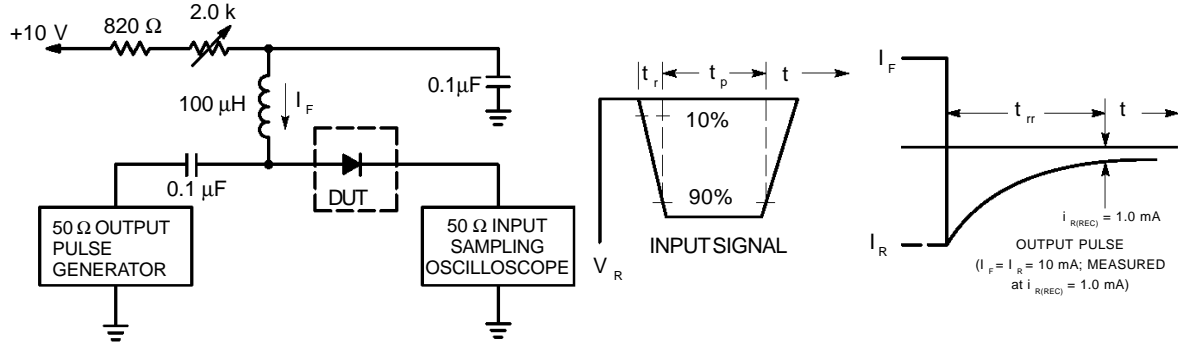 +10 V
820 Ω
2.0 k
100 μH
I F
0.1μF
0.1 μF
DUT
50 Ω OUTPUT
PULSE
GENERATOR
50 Ω INPUT
SAMPLING
OSCILLOSCOPE
t r
t p
t
10%
90%
V R
INPUT SIGNAL
I F
t rr
t
I R
i R(REC) = 1.0 mA
OUTPUT PULSE
(I F = I R = 10 mA; MEASURED
at i R(REC) = 1.0 mA)